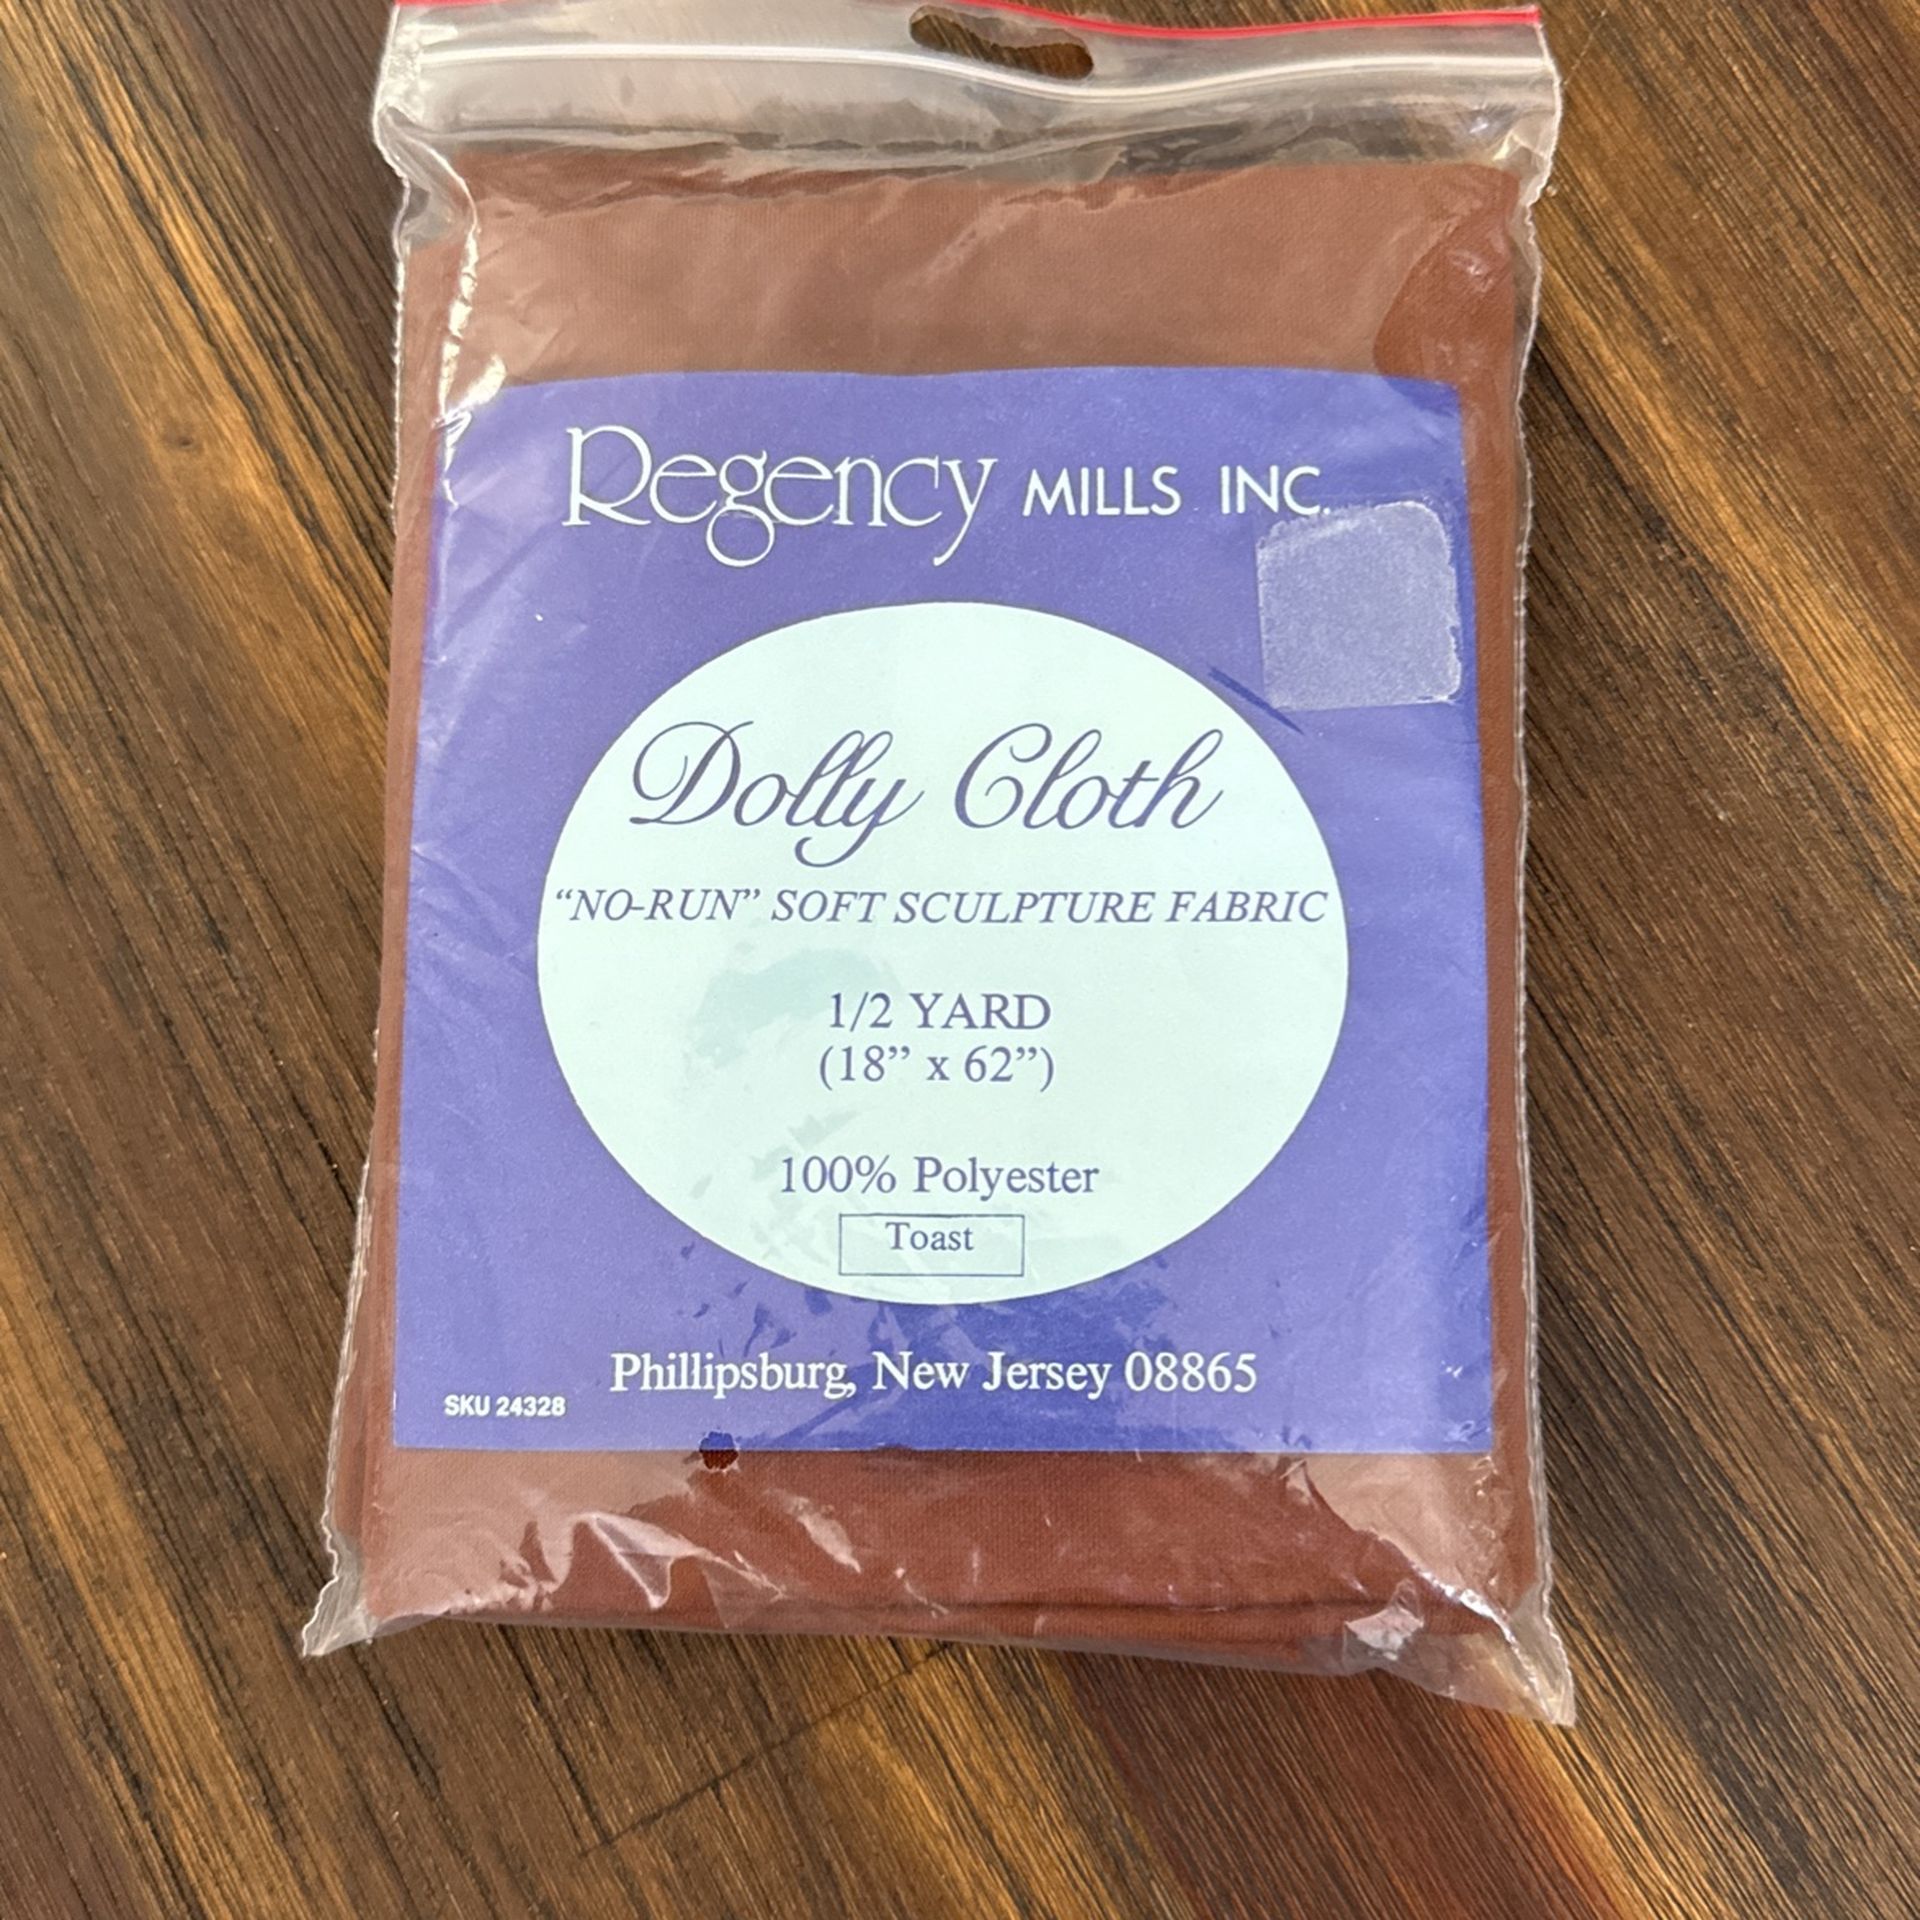 Regency MILLS INC.
Dolly Cloth
“NO-RUN” SOFT SCULPTURE FABRIC
1/2 YARD
(18” x 62”)
100% Polyester
Toast
Phillipsburg, New Jersey 08865
SKU 24328